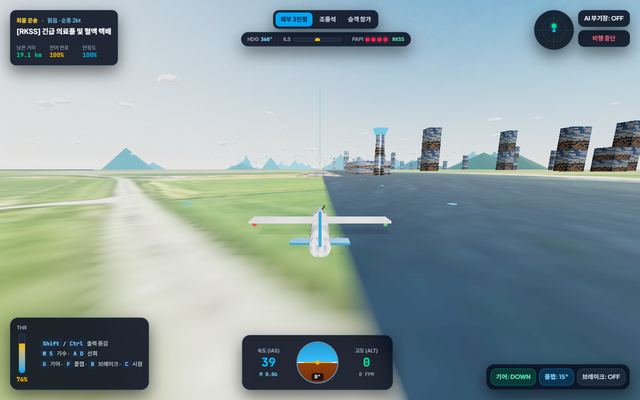 화물 운송 · 맑음 · 순풍 2kt
[RKSS] 긴급 의료품 및 혈액 택배
남은 거리 잔여 연료 안정도
19.1 km 100% 100%
외부 3인칭 조종석 승객 창가
HDG 360° ILS PAPI RKSS
AI 부기장: OFF
비행 중단
THR
76%
Shift / Ctrl 출력 증감
W S 기수 · A D 선회
G 기어 · F 플랩 · B 브레이크 · C 시점
속도 (IAS) 고도 (ALT)
39 0
M 0.06 0 FPM
0°
기어: DOWN 플랩: 15° 브레이크: OFF